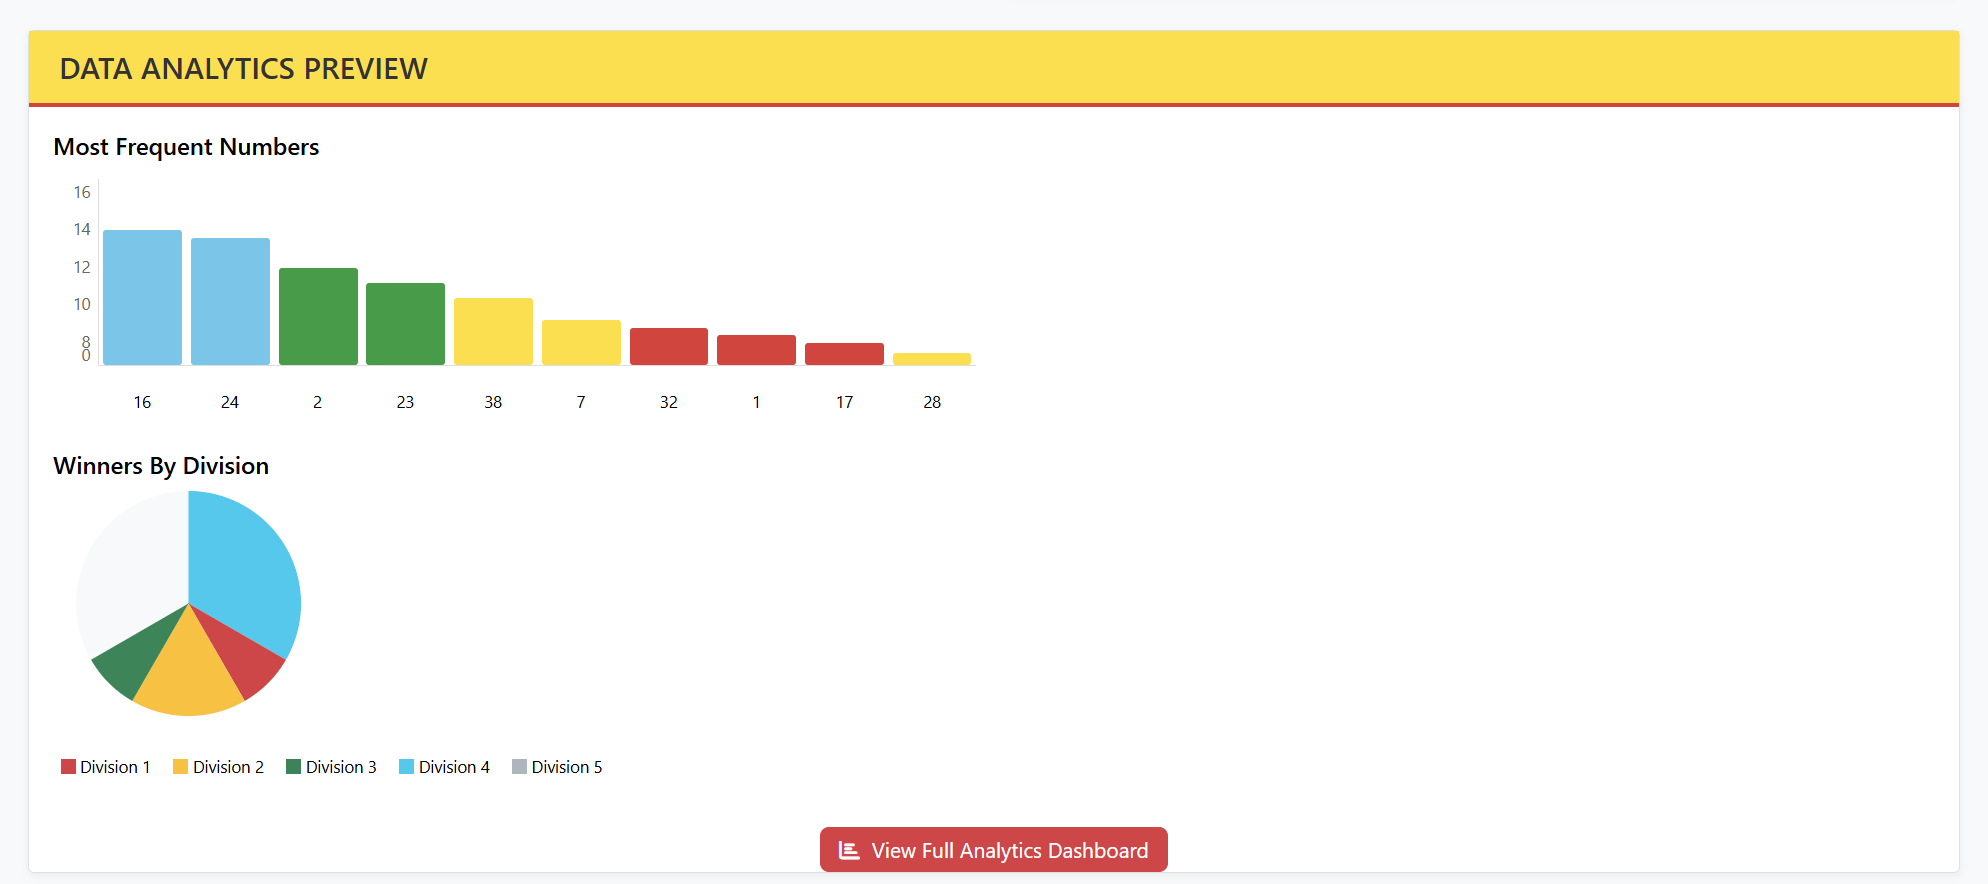 DATA ANALYTICS PREVIEW
Most Frequent Numbers
16
14
12
10
8
0
16 24 2 23 38 7 32 1 17 28
Winners By Division
Division 1 Division 2 Division 3 Division 4 Division 5
View Full Analytics Dashboard